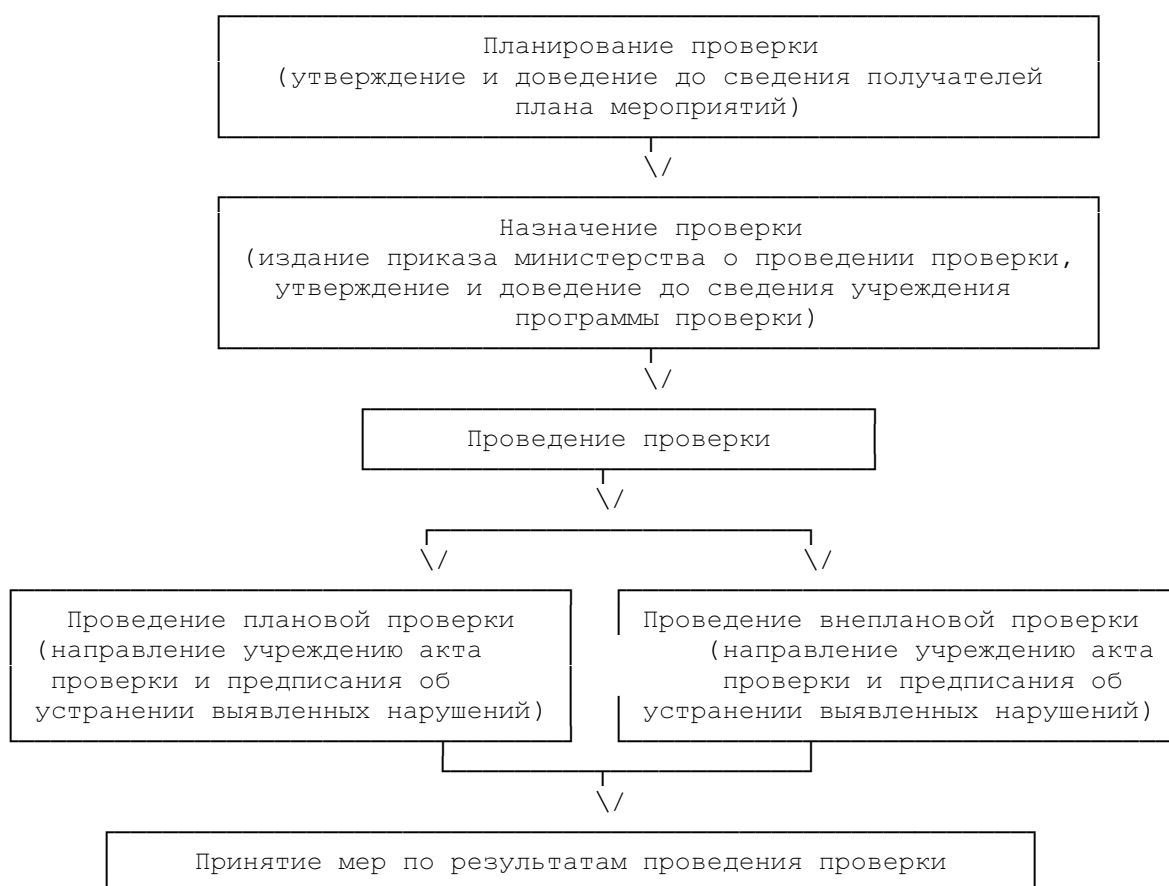 Планирование проверки
(утверждение и доведение до сведения получателей
плана мероприятий)
\/
Назначение проверки
(издание приказа министерства о проведении проверки,
утверждение и доведение до сведения учреждения
программы проверки)
\/
Проведение проверки
\/
\/ \/
Проведение плановой проверки
(направление учреждению акта
проверки и предписания об
устранении выявленных нарушений)
Проведение внеплановой проверки
(направление учреждению акта
проверки и предписания об
устранении выявленных нарушений)
\/
Принятие мер по результатам проведения проверки